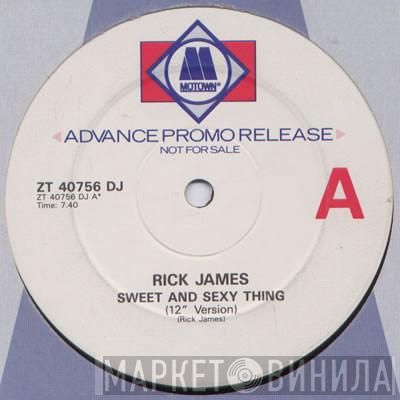 M
MOTOWN®
ADVANCE PROMO RELEASE
NOT FOR SALE
ZT 40756 DJ
ZT 40756 DJ A*
Time: 7.40
A
RICK JAMES
SWEET AND SEXY THING
(12" Version)
(Rick James)
МАРКЕТ ВИНИЛА